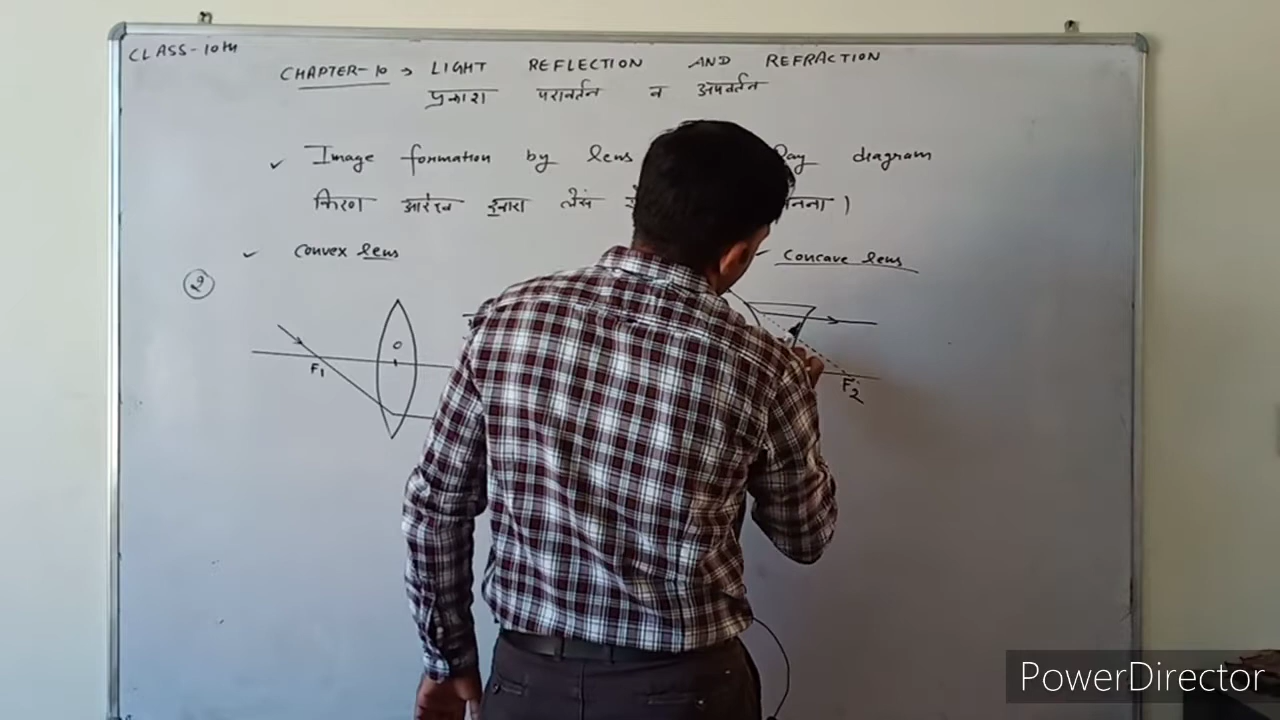 CLASS-10th
CHAPTER-10 → LIGHT REFLECTION AND REFRACTION
प्रकाश परावर्तन व अपवर्तन
✓ Image formation by lens Ray diagram
किरण आरेख द्वारा लेंस बनना )
✓ Convex lens ✓ Concave lens
2
O
F1
F2
PowerDirector